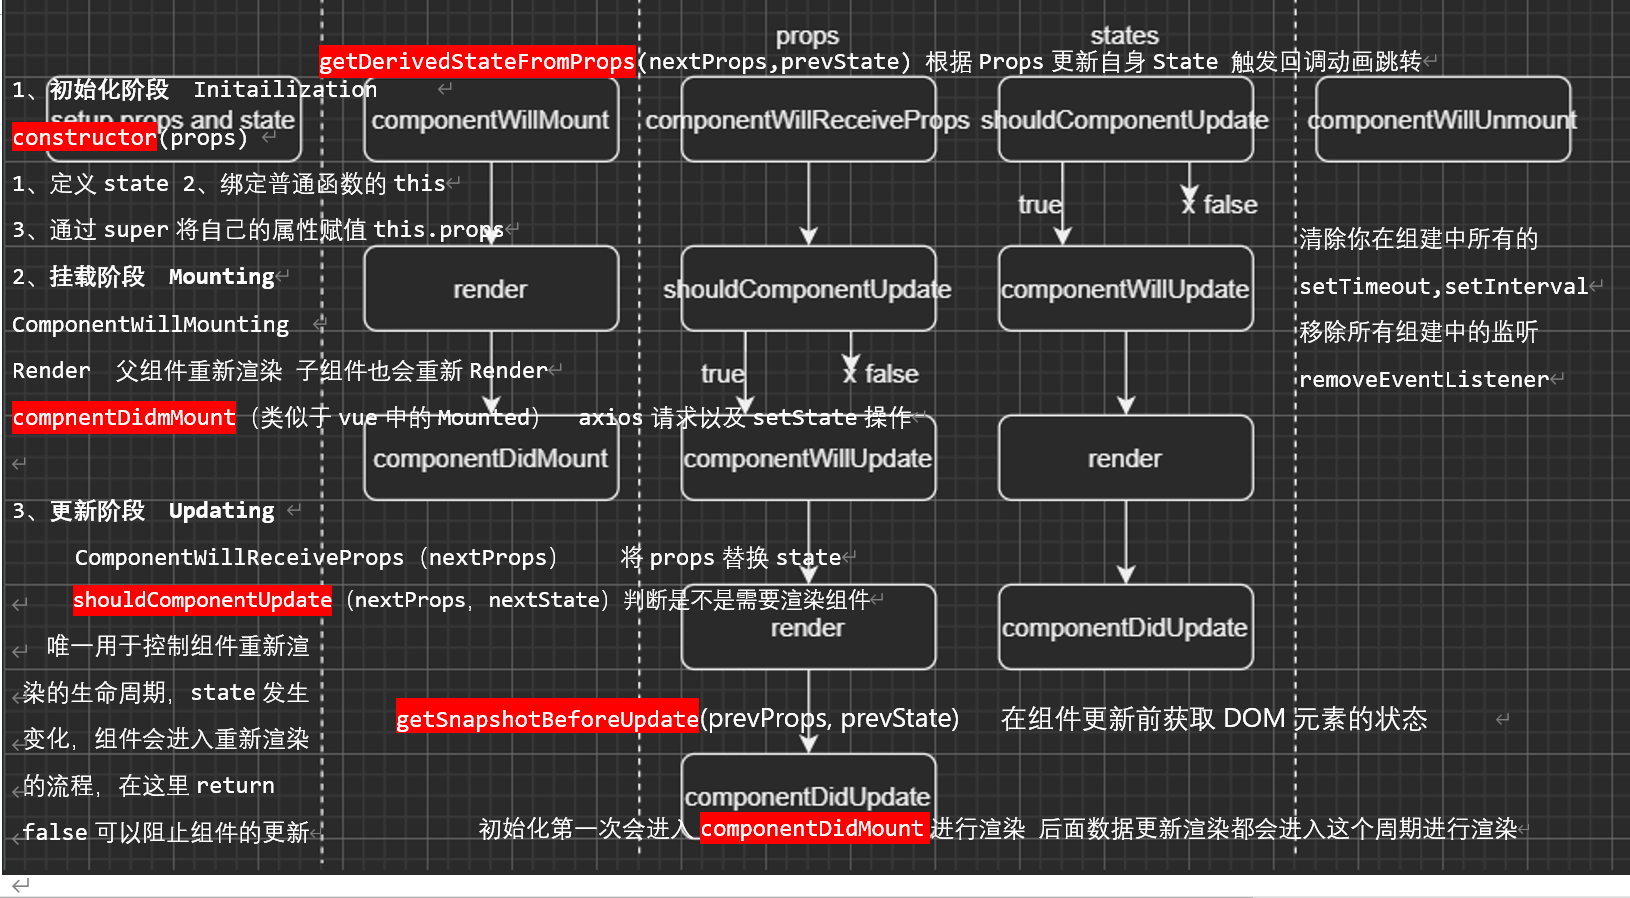 props
states
getDerivedStateFromProps(nextProps,prevState) 根据 Props 更新自身 State 触发回调动画跳转
1、初始化阶段 Initailization
setup props and state
componentWillMount
componentWillReceiveProps
shouldComponentUpdate
componentWillUnmount
constructor(props)
1、定义 state 2、绑定普通函数的 this
true
x false
3、通过 super 将自己的属性赋值 this.props
清除你在组建中所有的
setTimeout,setInterval
移除所有组建中的监听
removeEventListener
2、挂载阶段 Mounting
render
shouldComponentUpdate
componentWillUpdate
ComponentWillMounting
Render 父组件重新渲染 子组件也会重新 Render
true
x false
compnentDidmMount（类似于 vue 中的 Mounted） axios 请求以及 setState 操作
componentDidMount
componentWillUpdate
render
3、更新阶段 Updating
ComponentWillReceiveProps（nextProps） 将 props 替换 state
shouldComponentUpdate（nextProps，nextState）判断是不是需要渲染组件
render
componentDidUpdate
唯一用于控制组件重新渲
染的生命周期，state 发生
变化，组件会进入重新渲染
的流程，在这里 return
false 可以阻止组件的更新
getSnapshotBeforeUpdate(prevProps, prevState) 在组件更新前获取 DOM 元素的状态
componentDidUpdate
初始化第一次会进入 componentDidMount 进行渲染 后面数据更新渲染都会进入这个周期进行渲染